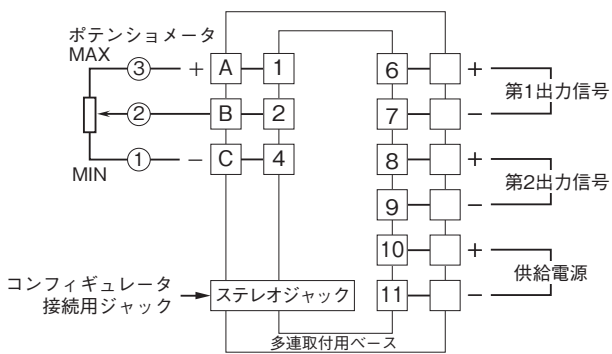 ポテンショメータ
MAX
③ + A 1
② B 2
① − C 4
MIN
6 +
第1出力信号
7 −
8 +
第2出力信号
9 −
10 +
供給電源
11 −
コンフィギュレータ
接続用ジャック
ステレオジャック
多連取付用ベース